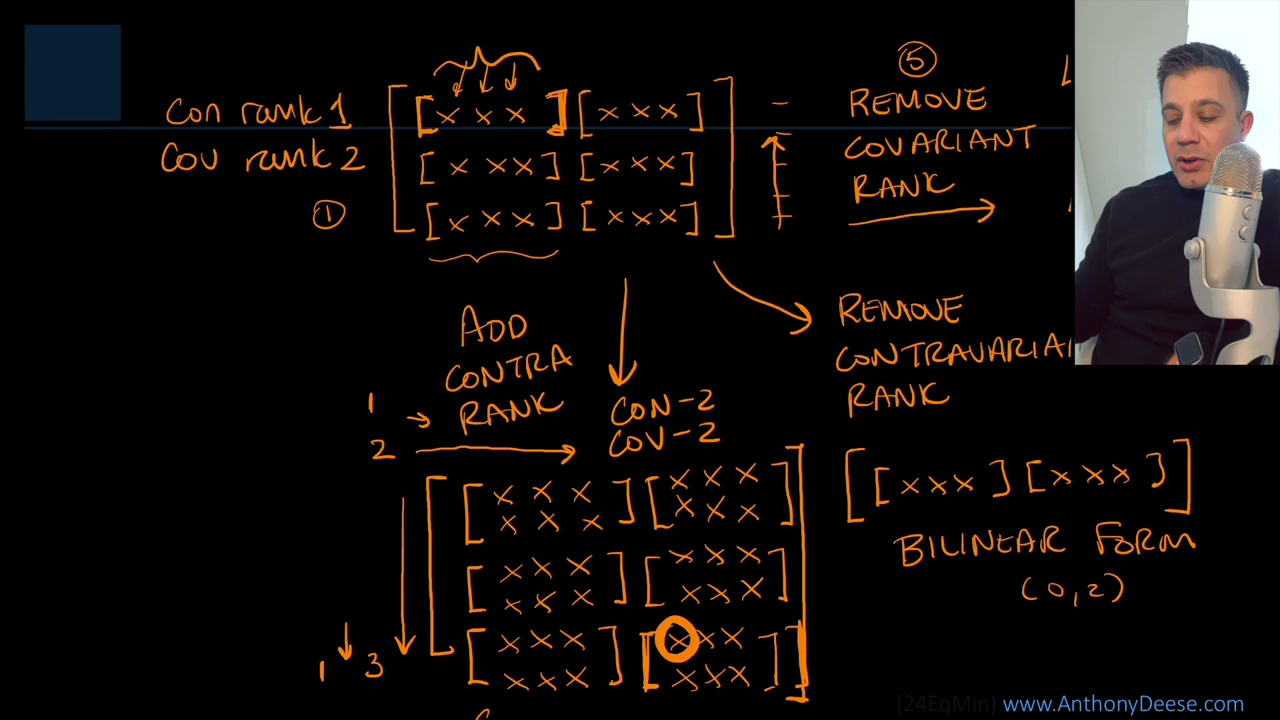 Con rank 1
Cov rank 2
①
[ [ x x x ] [ x x x ] ]
[ [ x x x ] [ x x x ] ]
[ [ x x x ] [ x x x ] ]
⑤
REMOVE
COVARIANT
RANK
ADD
CONTRA
RANK
1
2
CON-2
COV-2
REMOVE
CONTRAVARIA
RANK
[ [ x x x ] [ x x x ] ]
BILINEAR FORM
(0,2)
[ x x x ] [ x x x ]
[ x x x ] [ x x x ]
[ x x x ] [ x x x ]
[ x x x ] [ x x x ]
[ x x x ] [ x x x ]
[ x x x ] [ x x x ]
1 3
(24EqMin) www.AnthonyDeese.com